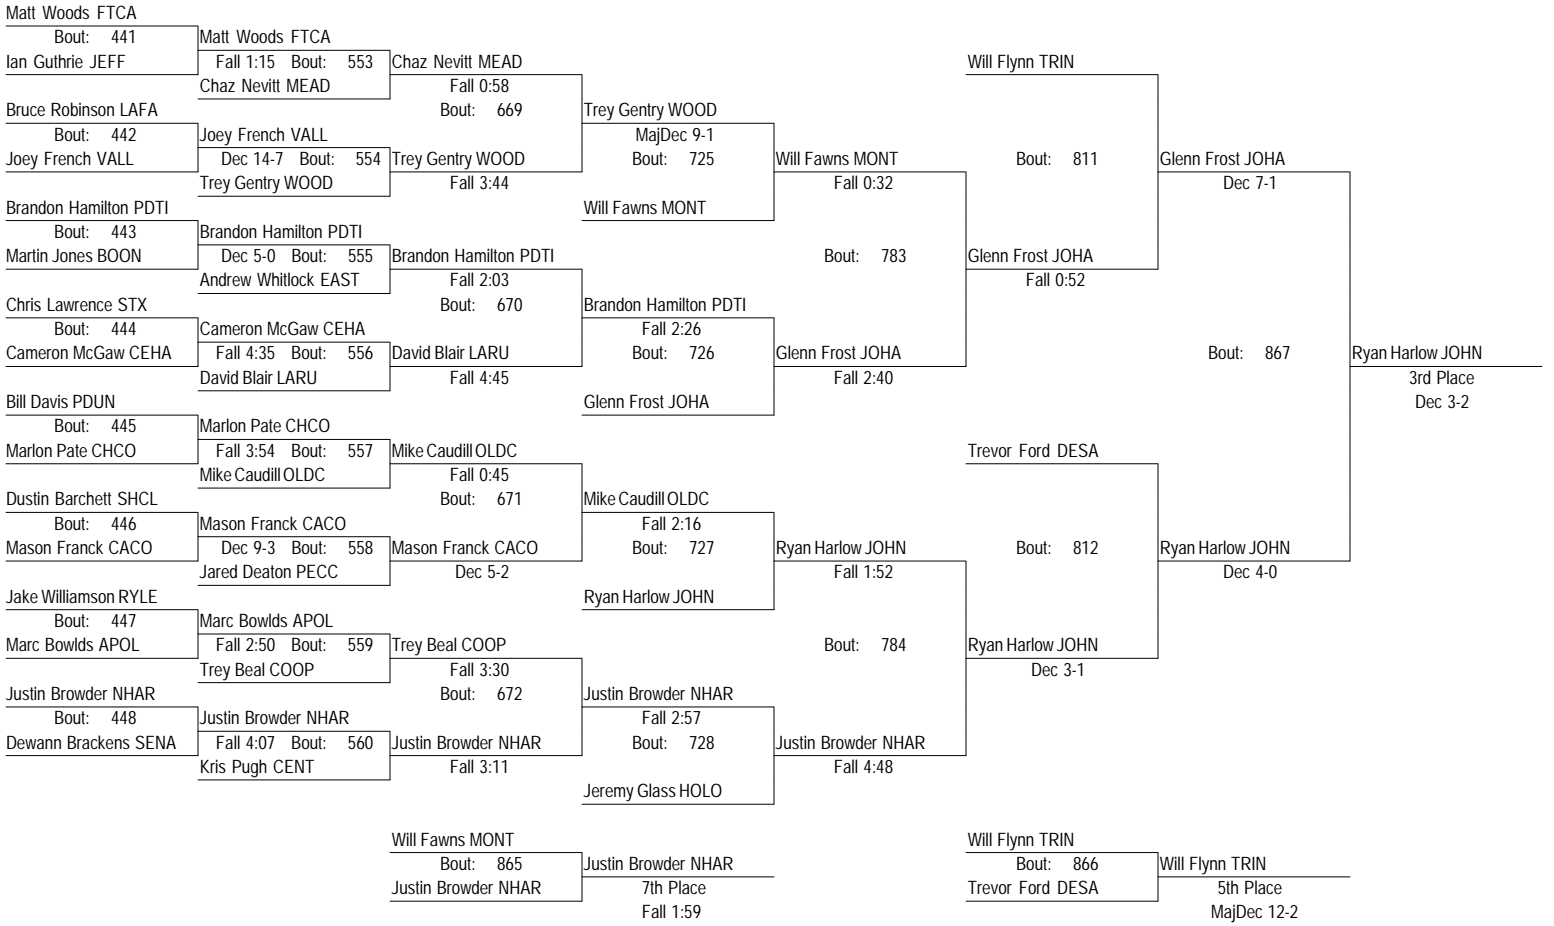 Matt Woods FTCA
Bout: 441
Ian Guthrie JEFF
Bruce Robinson LAFA
Bout: 442
Joey French VALL
Brandon Hamilton PDTI
Bout: 443
Martin Jones BOON
Chris Lawrence STX
Bout: 444
Cameron McGaw CEHA
Bill Davis PDUN
Bout: 445
Marlon Pate CHCO
Dustin Barchett SHCL
Bout: 446
Mason Franck CACO
Jake Williamson RYLE
Bout: 447
Marc Bowlds APOL
Justin Browder NHAR
Bout: 448
Dewann Brackens SENA
Matt Woods FTCA
Fall 1:15 Bout: 553
Chaz Nevitt MEAD
Joey French VALL
Dec 14-7 Bout: 554
Trey Gentry WOOD
Brandon Hamilton PDTI
Dec 5-0 Bout: 555
Andrew Whitlock EAST
Cameron McGaw CEHA
Fall 4:35 Bout: 556
David Blair LARU
Marlon Pate CHCO
Fall 3:54 Bout: 557
Mike Caudill OLDC
Mason Franck CACO
Dec 9-3 Bout: 558
Jared Deaton PECC
Marc Bowlds APOL
Fall 2:50 Bout: 559
Trey Beal COOP
Justin Browder NHAR
Fall 4:07 Bout: 560
Kris Pugh CENT
Chaz Nevitt MEAD
Fall 0:58
Bout: 669
Trey Gentry WOOD
Fall 3:44
Brandon Hamilton PDTI
Fall 2:03
Bout: 670
David Blair LARU
Fall 4:45
Mike Caudill OLDC
Fall 0:45
Bout: 671
Mason Franck CACO
Dec 5-2
Trey Beal COOP
Fall 3:30
Bout: 672
Justin Browder NHAR
Fall 3:11
Trey Gentry WOOD
MajDec 9-1
Bout: 725
Will Fawns MONT
Brandon Hamilton PDTI
Fall 2:26
Bout: 726
Glenn Frost JOHA
Mike Caudill OLDC
Fall 2:16
Bout: 727
Ryan Harlow JOHN
Justin Browder NHAR
Fall 2:57
Bout: 728
Jeremy Glass HOLO
Will Fawns MONT
Fall 0:32
Bout: 783
Glenn Frost JOHA
Fall 2:40
Ryan Harlow JOHN
Fall 1:52
Bout: 784
Justin Browder NHAR
Fall 4:48
Will Flynn TRIN
Bout: 811
Glenn Frost JOHA
Fall 0:52
Trevor Ford DESA
Bout: 812
Ryan Harlow JOHN
Dec 3-1
Glenn Frost JOHA
Dec 7-1
Bout: 867
Ryan Harlow JOHN
Dec 4-0
Ryan Harlow JOHN
3rd Place
Dec 3-2
Will Fawns MONT
Bout: 865
Justin Browder NHAR
Justin Browder NHAR
7th Place
Fall 1:59
Will Flynn TRIN
Bout: 866
Trevor Ford DESA
Will Flynn TRIN
5th Place
MajDec 12-2